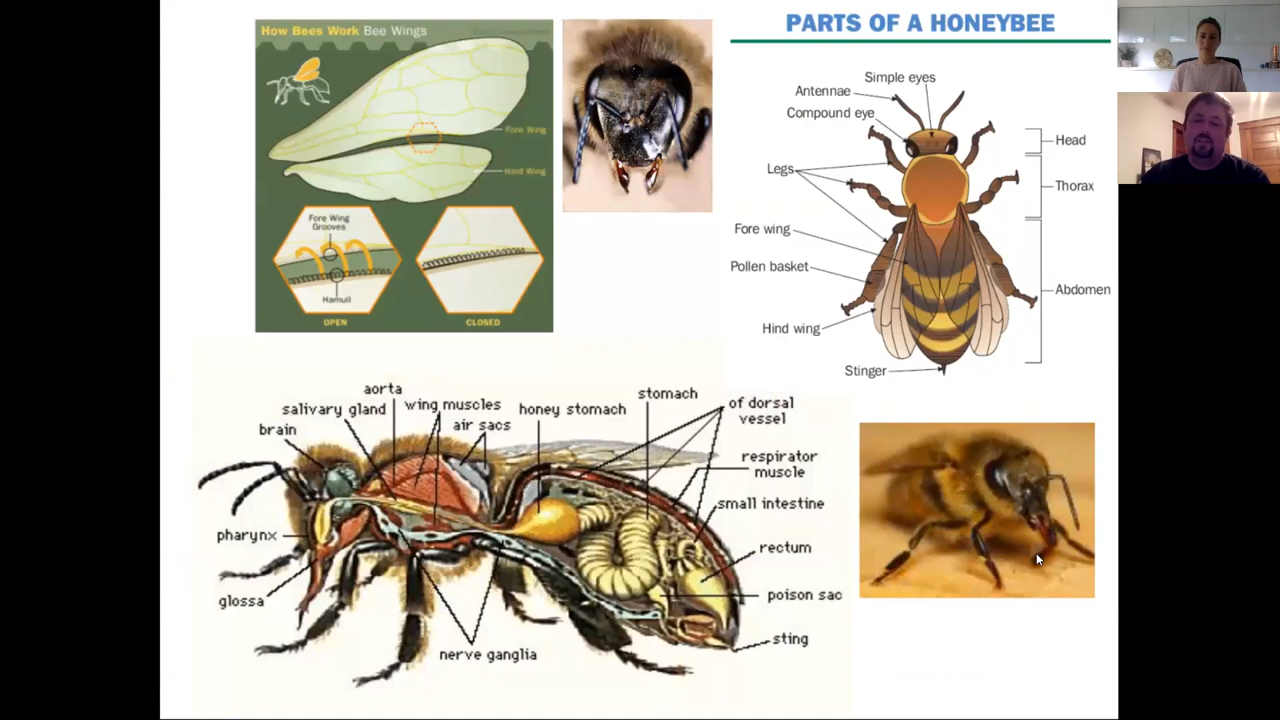 How Bees Work Bee Wings
Fore Wing
Hind Wing
Fore Wing
Grooves
Hamuli
OPEN
CLOSED
PARTS OF A HONEYBEE
Simple eyes
Antennae
Compound eye
Legs
Fore wing
Pollen basket
Hind wing
Stinger
Head
Thorax
Abdomen
aorta
salivary gland
wing muscles
brain
air sacs
honey stomach
stomach
of dorsal
vessel
respirator
muscle
small intestine
pharynx
rectum
glossa
poison sac
nerve ganglia
sting